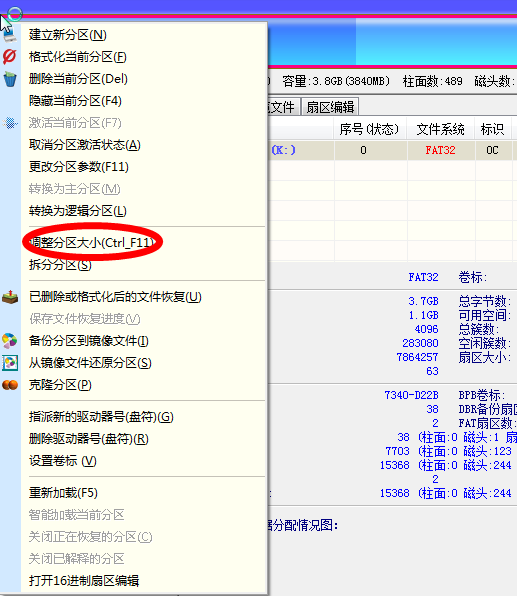 建立新分区(N)
格式化当前分区(F)
删除当前分区(Del)
隐藏当前分区(F4)
激活当前分区(F7)
取消分区激活状态(A)
更改分区参数(F11)
转换为主分区(M)
转换为逻辑分区(L)
调整分区大小(Ctrl_F11)
拆分分区(S)
已删除或格式化后的文件恢复(U)
保存文件恢复进度(V)
备份分区到镜像文件(I)
从镜像文件还原分区(S)
克隆分区(P)
指派新的驱动器号(盘符)(G)
删除驱动器号(盘符)(R)
设置卷标 (V)
重新加载(F5)
智能加载当前分区
关闭正在恢复的分区(C)
关闭已解释的分区
打开16进制扇区编辑
) 容量:3.8GB(3840MB) 柱面数:489 磁头数:
文件 扇区编辑
序号(状态) 文件系统 标识
(K:) 0 FAT32 0C
FAT32 卷标:
3.7GB 总字节数:
1.1GB 可用空间:
4096 总簇数:
283080 空闲簇数:
7864257 扇区大小:
63
7340-D22B BPB卷标:
38 DBR备份扇区
2 FAT扇区数:
38 (柱面:0 磁头:1 扇
7703 (柱面:0 磁头:123
15368 (柱面:0 磁头:244
2
15368 (柱面:0 磁头:244
分配情况图: